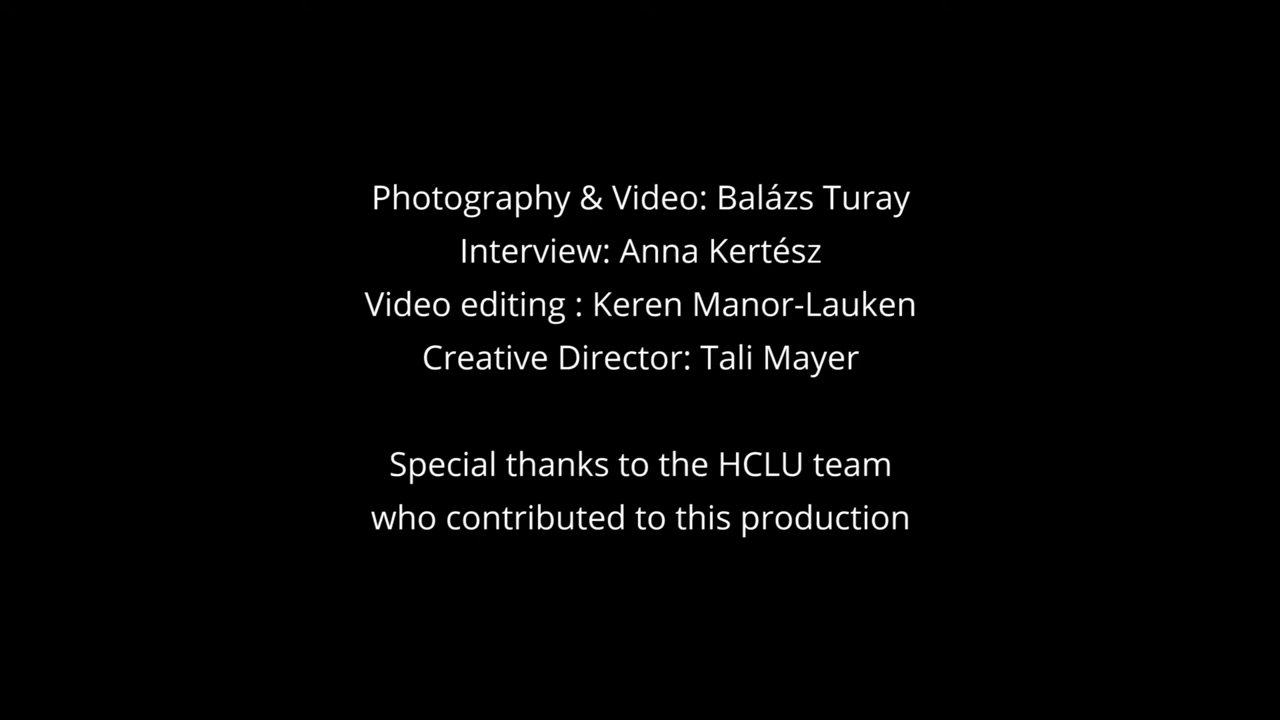 Photography & Video: Balázs Turay
Interview: Anna Kertész
Video editing : Keren Manor-Lauken
Creative Director: Tali Mayer
Special thanks to the HCLU team
who contributed to this production